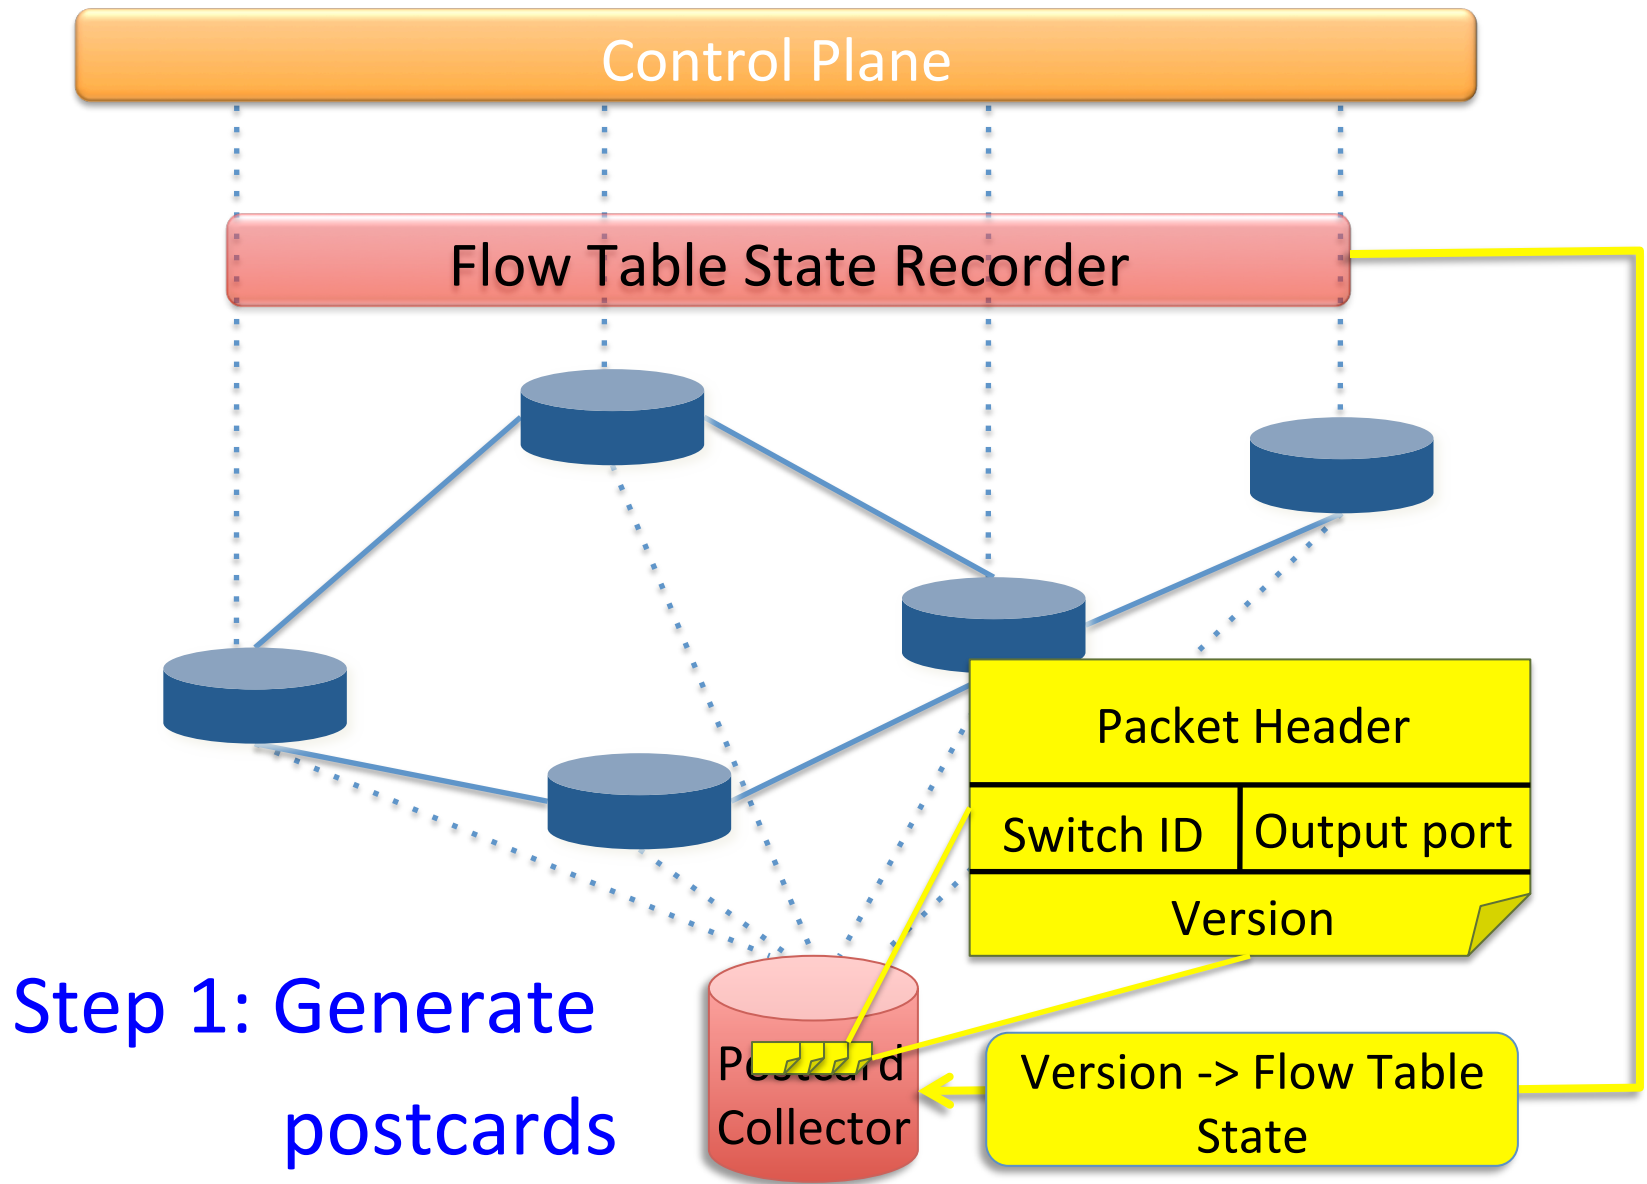 Control Plane
Flow Table State Recorder
Packet Header
Switch ID
Output port
Version
Step 1: Generate
postcards
Postcard
Collector
Version -> Flow Table
State